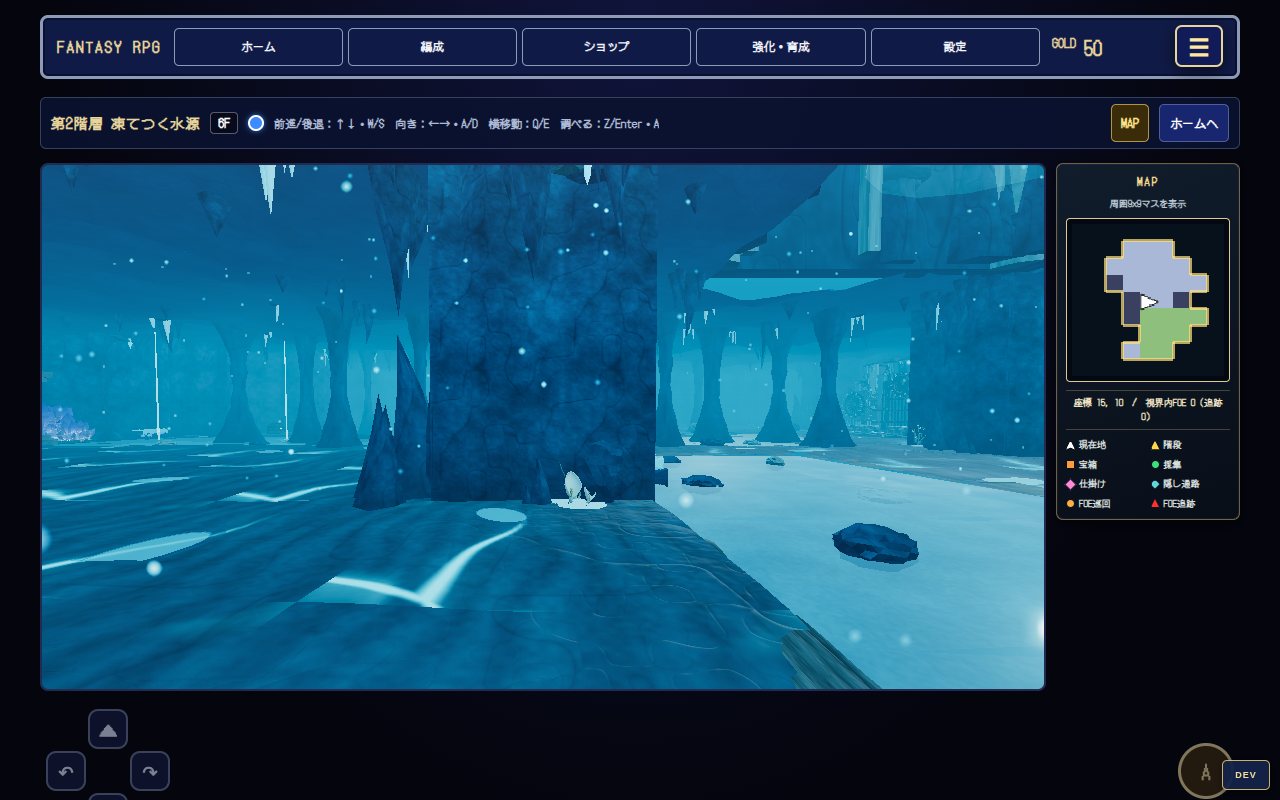 FANTASY RPG
ホーム
編成
ショップ
強化・育成
設定
GOLD 50
第2階層 凍てつく水源
6F
前進/後退：↑↓・W/S 向き：←→・A/D 横移動：Q/E 調べる：Z/Enter・A
MAP
ホームへ
MAP
周囲9x9マスを表示
座標 15, 10 / 視界内FOE 0（追跡
0）
現在地
階段
宝箱
採集
仕掛け
隠し通路
FOE巡回
FOE追跡
A
DEV